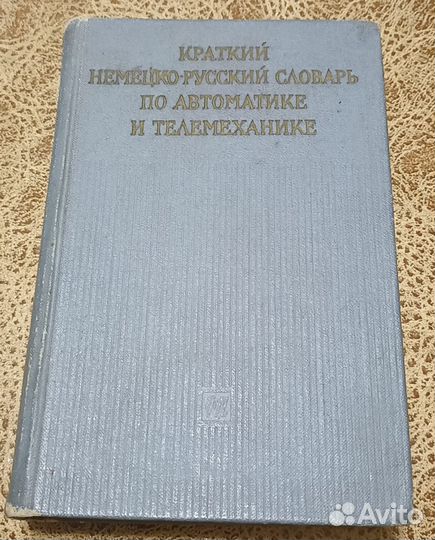 КРАТКИЙ
НЕМЕЦКО-РУССКИЙ СЛОВАРЬ
ПО АВТОМАТИКЕ
И ТЕЛЕМЕХАНИКЕ
Avito